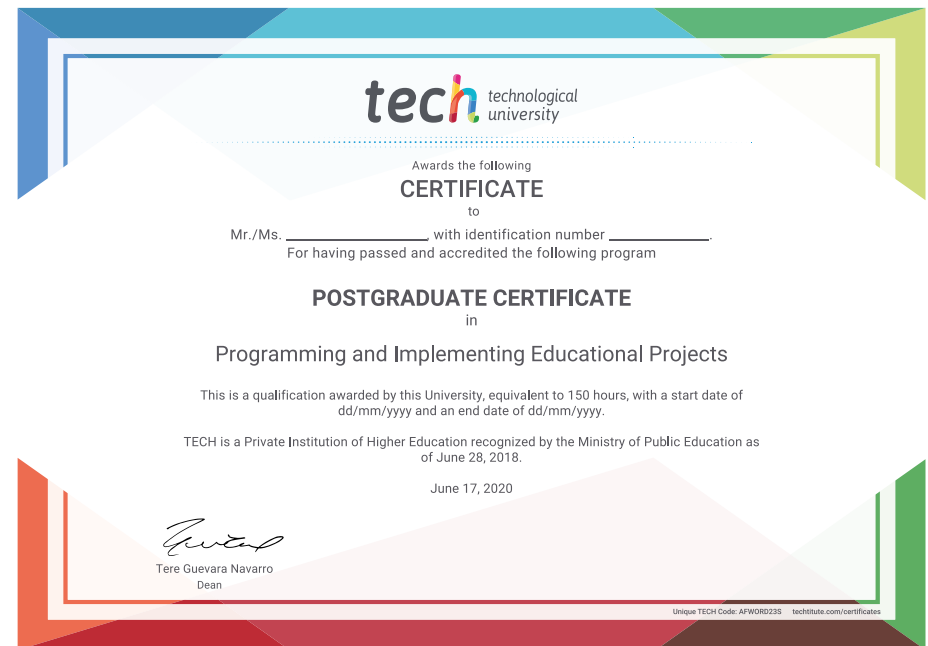 tech technological
university
Awards the following
CERTIFICATE
to
Mr./Ms. ____________________, with identification number ______________.
For having passed and accredited the following program
POSTGRADUATE CERTIFICATE
in
Programming and Implementing Educational Projects
This is a qualification awarded by this University, equivalent to 150 hours, with a start date of
dd/mm/yyyy and an end date of dd/mm/yyyy.
TECH is a Private Institution of Higher Education recognized by the Ministry of Public Education as
of June 28, 2018.
June 17, 2020
Tere Guevara Navarro
Dean
Unique TECH Code: AFWORD23S techtitute.com/certificates